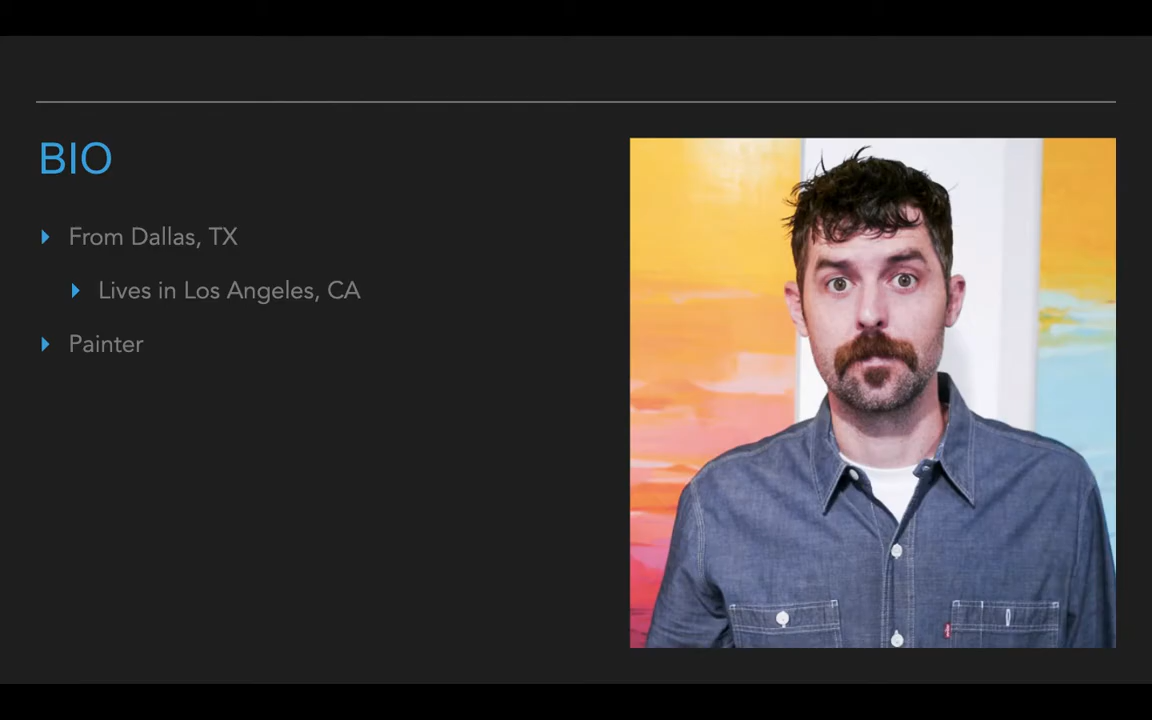 BIO
From Dallas, TX
Lives in Los Angeles, CA
Painter